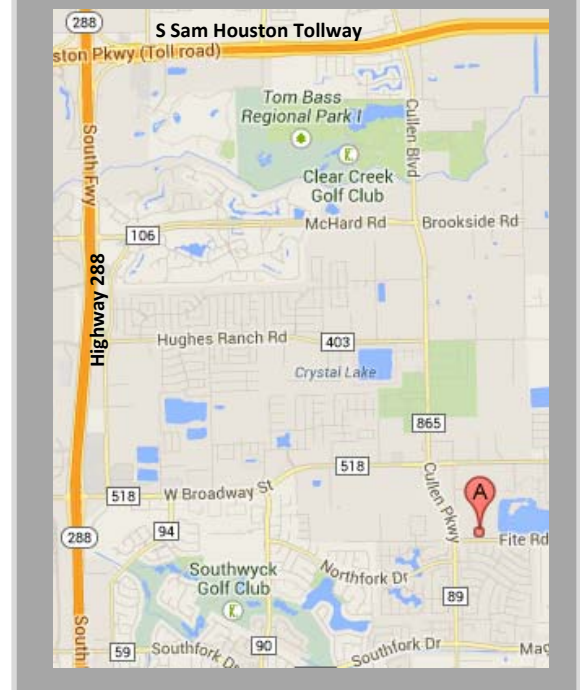 288
S Sam Houston Tollway
ston Pkwy (Toll road)
Tom Bass
Regional Park I
Cullen Blvd
South Fwy
Clear Creek
Golf Club
McHard Rd
Brookside Rd
106
Highway 288
Hughes Ranch Rd
403
Crystal Lake
865
518
Cullen Pkwy
W Broadway St
518
A
94
288
Fite Rd
Southwyck
Golf Club
Northfork Dr
89
South
59
Southfork D
90
Southfork Dr
Mag